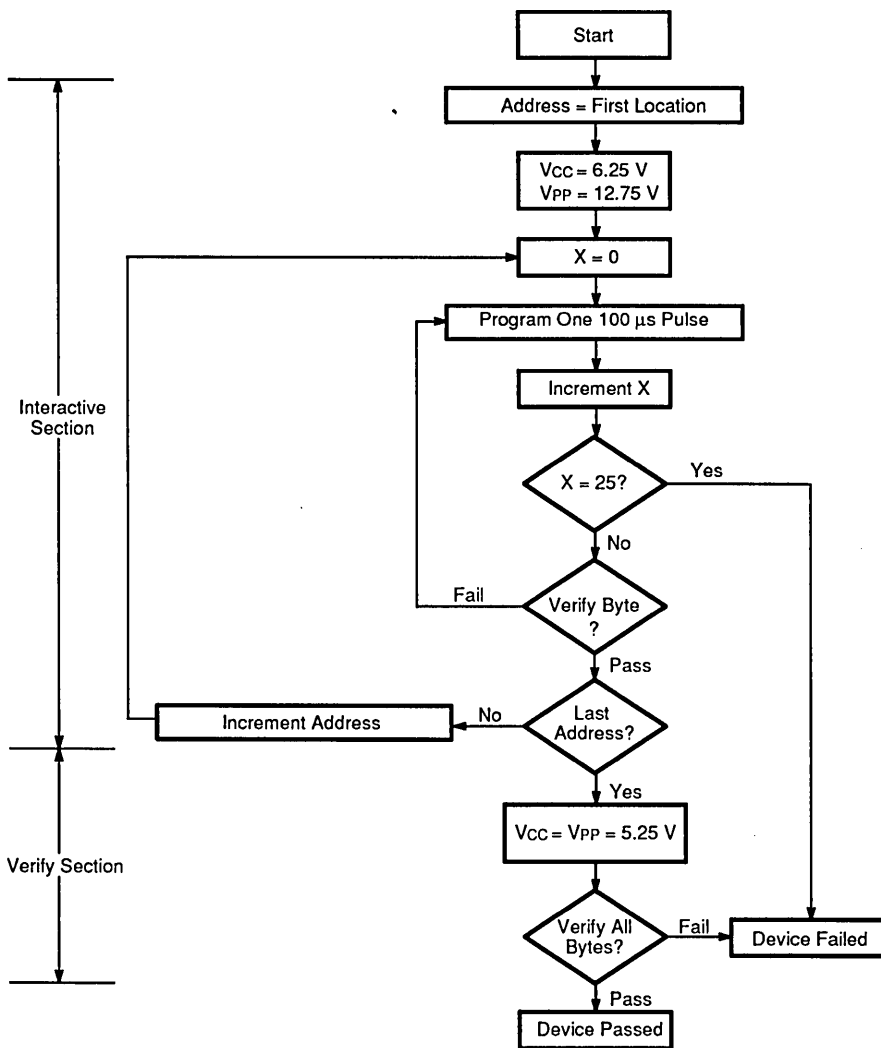 Start
Address = First Location
VCC = 6.25 V
VPP = 12.75 V
X = 0
Program One 100 µs Pulse
Increment X
Interactive
Section
X = 25?
Yes
No
Fail
Verify Byte
?
Pass
Increment Address
No
Last
Address?
Yes
VCC = VPP = 5.25 V
Verify Section
Verify All
Bytes?
Fail
Device Failed
Pass
Device Passed